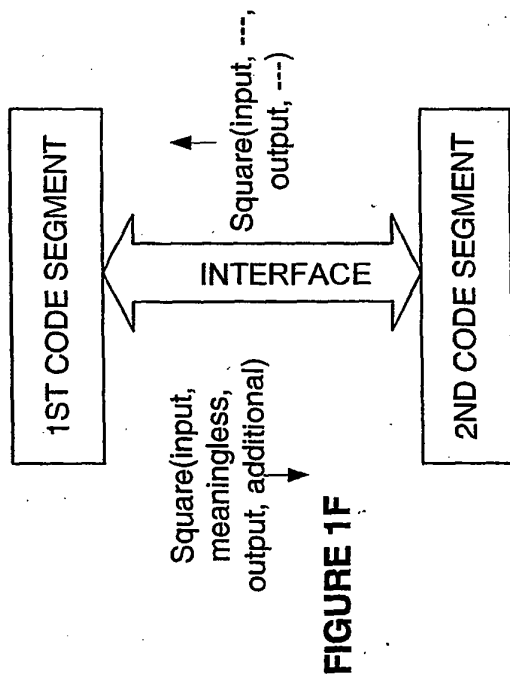 1ST CODE SEGMENT
Square(input,
meaningless,
output, additional)
INTERFACE
Square(input, ---,
output, ---)
2ND CODE SEGMENT
FIGURE 1F